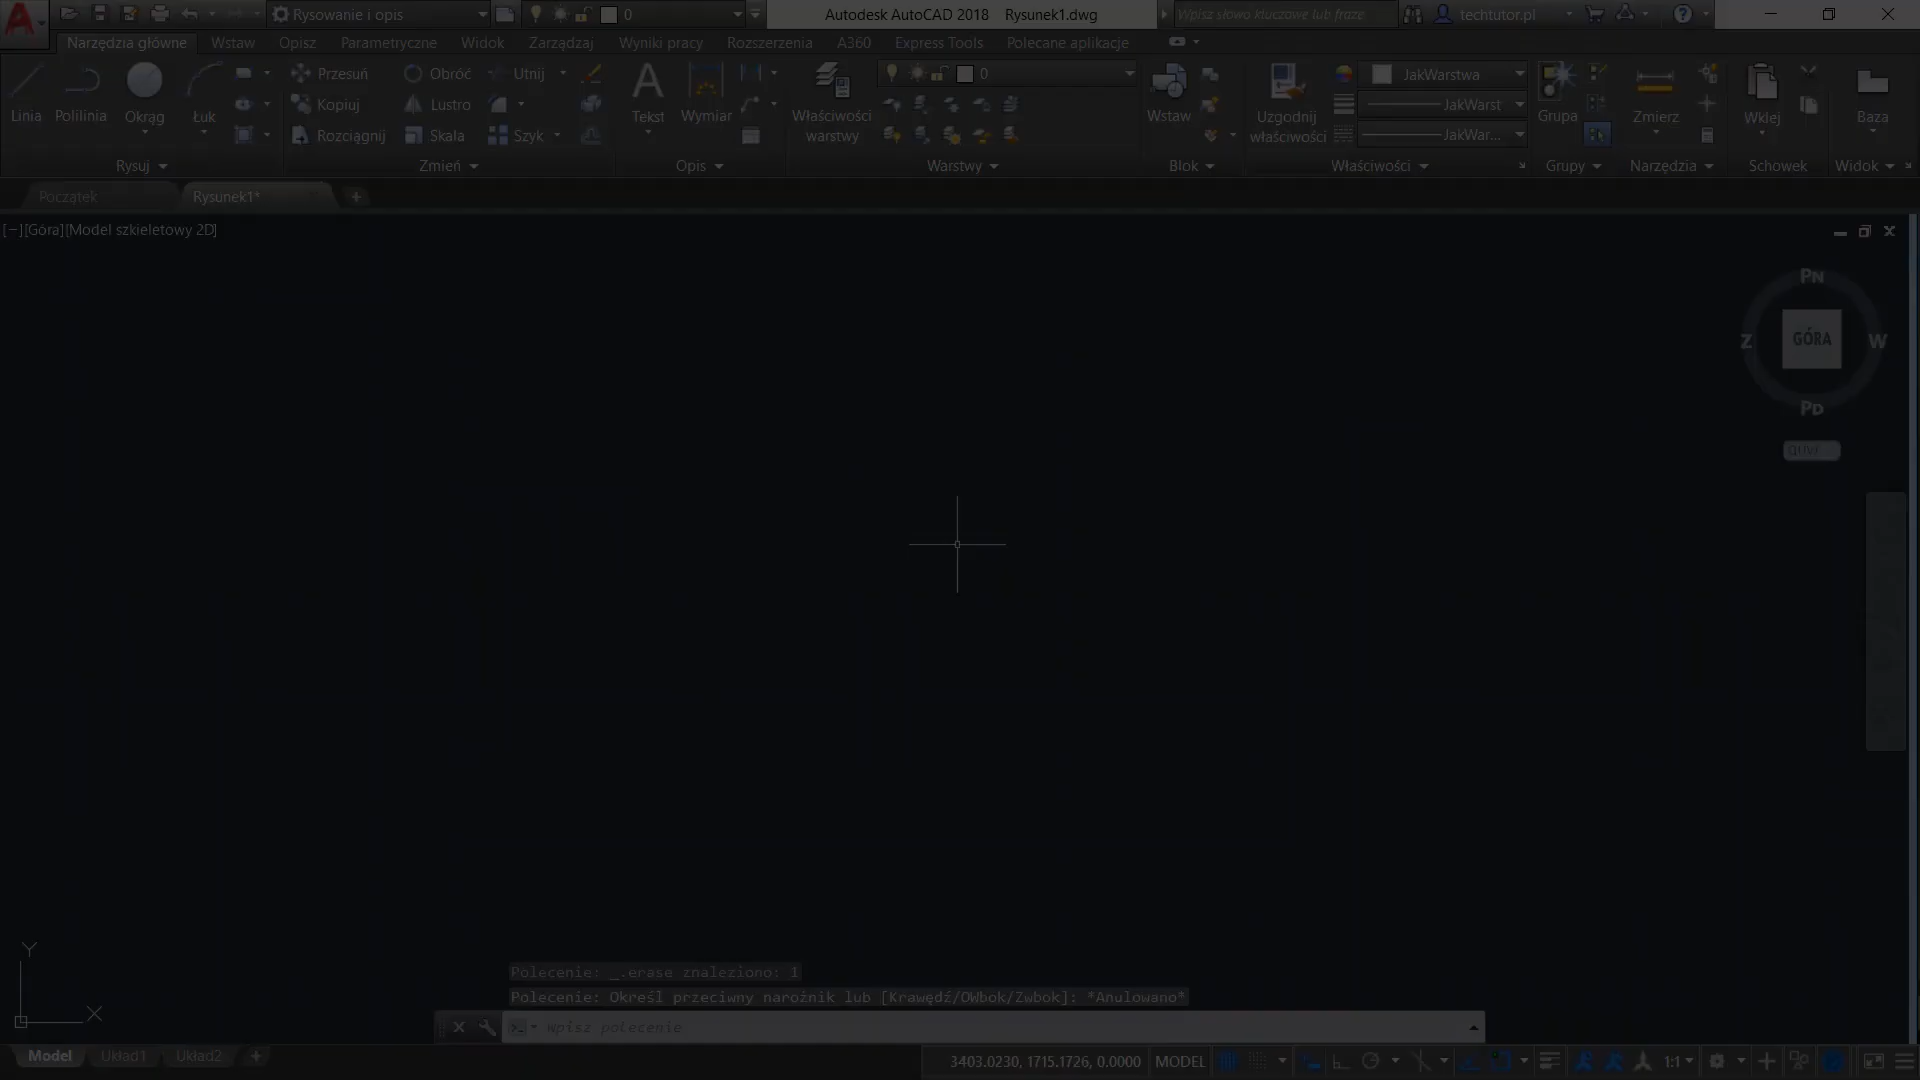 Rysowanie i opis
0
Autodesk AutoCAD 2018 Rysunek1.dwg
Wpisz słowo kluczowe lub frazę
techtutor.pl
Narzędzia główne Wstaw Opisz Parametryczne Widok Zarządzaj Wyniki pracy Rozszerzenia A360 Express Tools Polecane aplikacje
Linia
Polilinia
Okrąg
Łuk
Przesuń
Obróć
Utnij
Kopiuj
Lustro
Rozciągnij
Skala
Szyk
Tekst
Wymiar
Właściwości
warstwy
0
Wstaw
Uzgodnij
właściwości
JakWarstwa
JakWarst
JakWar...
Grupa
Zmierz
Wklej
Baza
Rysuj
Zmień
Opis
Warstwy
Blok
Właściwości
Grupy
Narzędzia
Schowek
Widok
Początek
Rysunek1*
[−][Góra][Model szkieletowy 2D]
PN
Z
GÓRA
W
PD
Y
X
Polecenie: _.erase znaleziono: 1
Polecenie: Określ przeciwny narożnik lub [Krawędź/OWbok/Zwbok]: *Anulowano*
Wpisz polecenie
Model
Układ1
Układ2
3403.0230, 1715.1726, 0.0000
MODEL
1:1